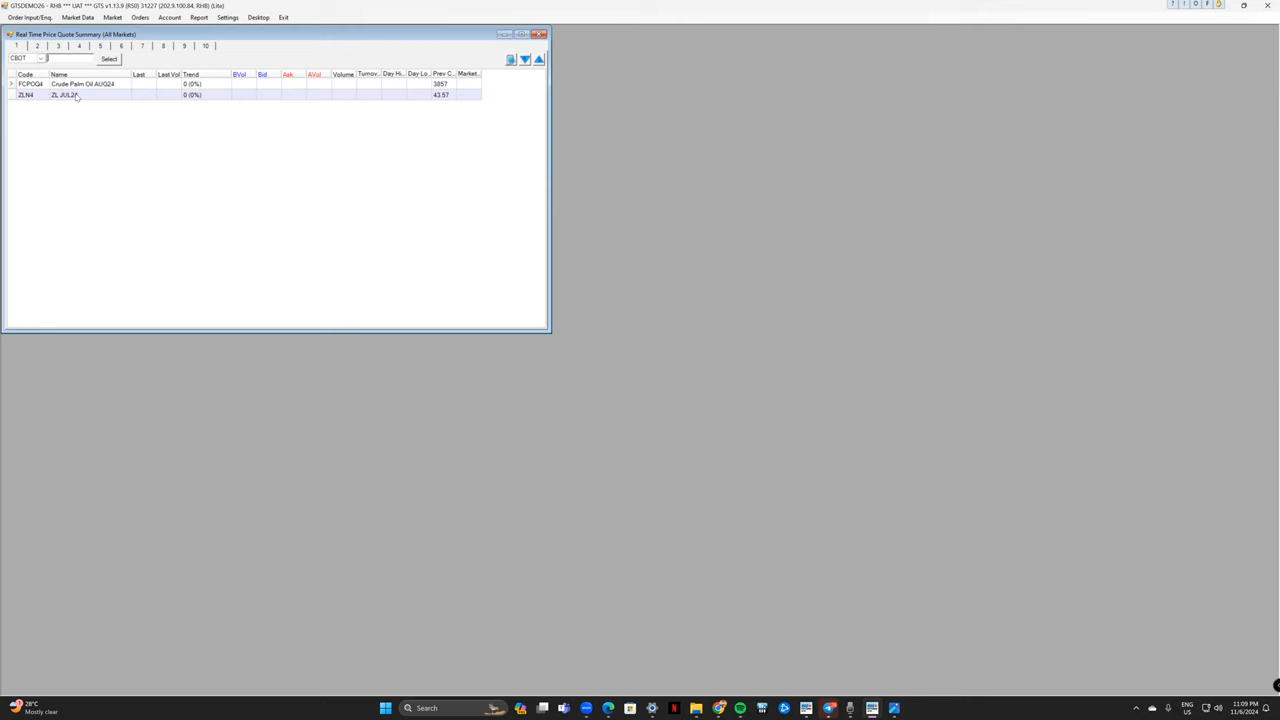 GTSDEMO26 - RHB *** UAT *** GTS v1.13.9 (RS0) 31227 (202.9.100.84, RHB) (Lite)
Order Input/Enq. Market Data Market Orders Account Report Settings Desktop Exit
Real Time Price Quote Summary (All Markets)
1 2 3 4 5 6 7 8 9 10
CBOT Select
Code Name Last Last Vol Trend BVol Bid Ask AVol Volume Turnov... Day Hi... Day Lo... Prev C... Market...
FCPOQ4 Crude Palm Oil AUG24 0 (0%) 3857
ZLN4 ZL JUL24 0 (0%) 43.57
28°C
Mostly clear
Search
ENG
US
11:09 PM
11/6/2024